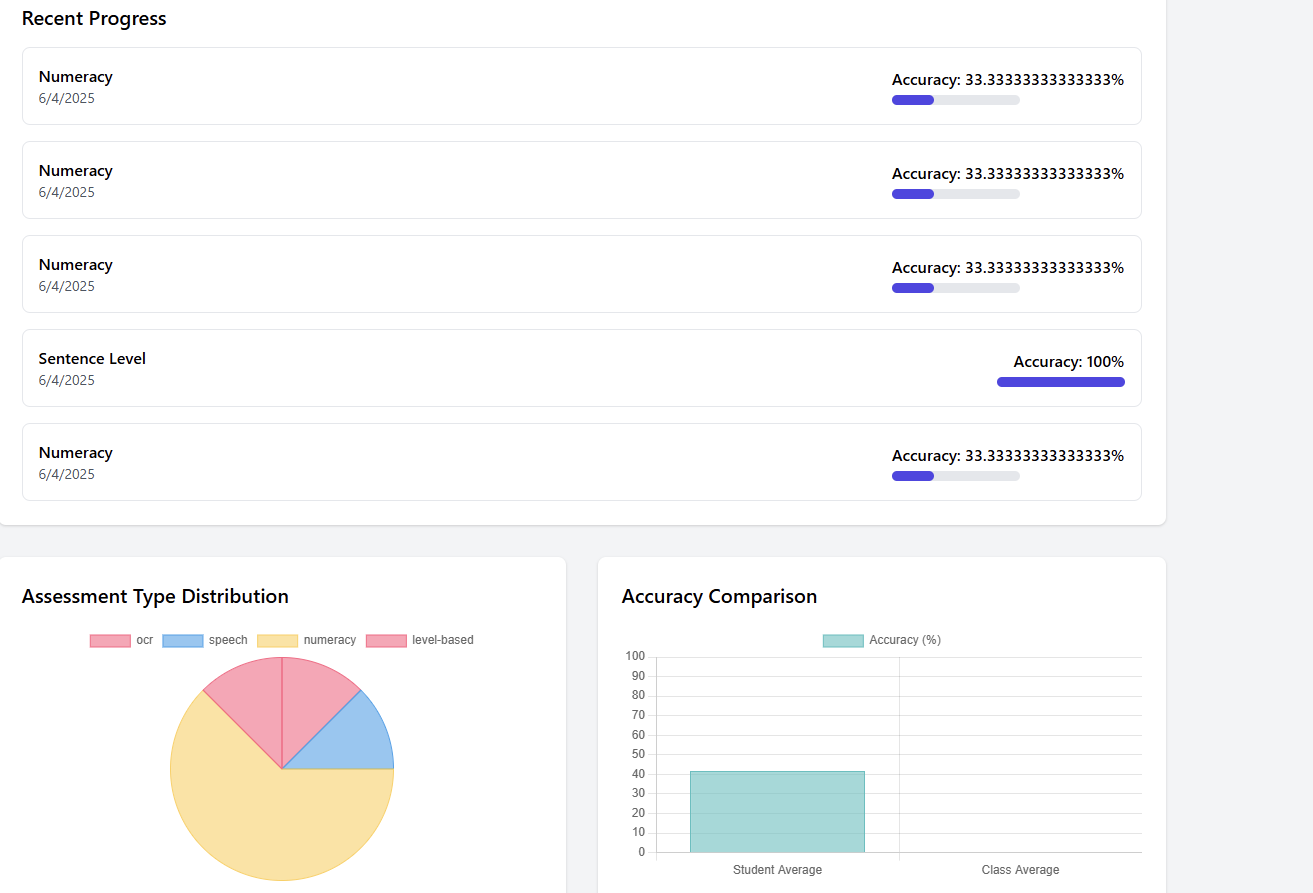 Recent Progress
Numeracy
6/4/2025
Accuracy: 33.33333333333333%
Numeracy
6/4/2025
Accuracy: 33.33333333333333%
Numeracy
6/4/2025
Accuracy: 33.33333333333333%
Sentence Level
6/4/2025
Accuracy: 100%
Numeracy
6/4/2025
Accuracy: 33.33333333333333%
Assessment Type Distribution
ocr speech numeracy level-based
Accuracy Comparison
Accuracy (%)
100
90
80
70
60
50
40
30
20
10
0
Student Average Class Average